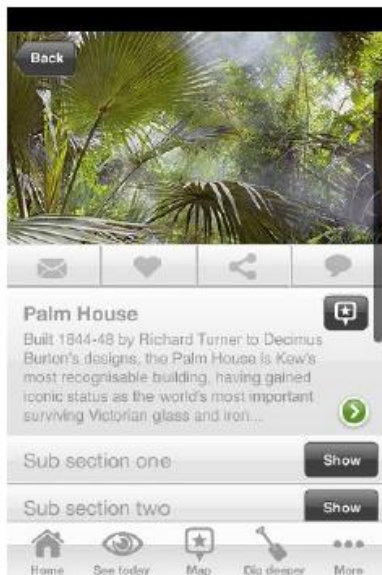 Back
Palm House
Built 1844-48 by Richard Turner to Decimus
Burton's designs, the Palm House is Kew's
most recognisable building, having gained
iconic status as the world's most important
surviving Victorian glass and iron...
Sub section one
Show
Sub section two
Show
Home See today Map Dig deeper More